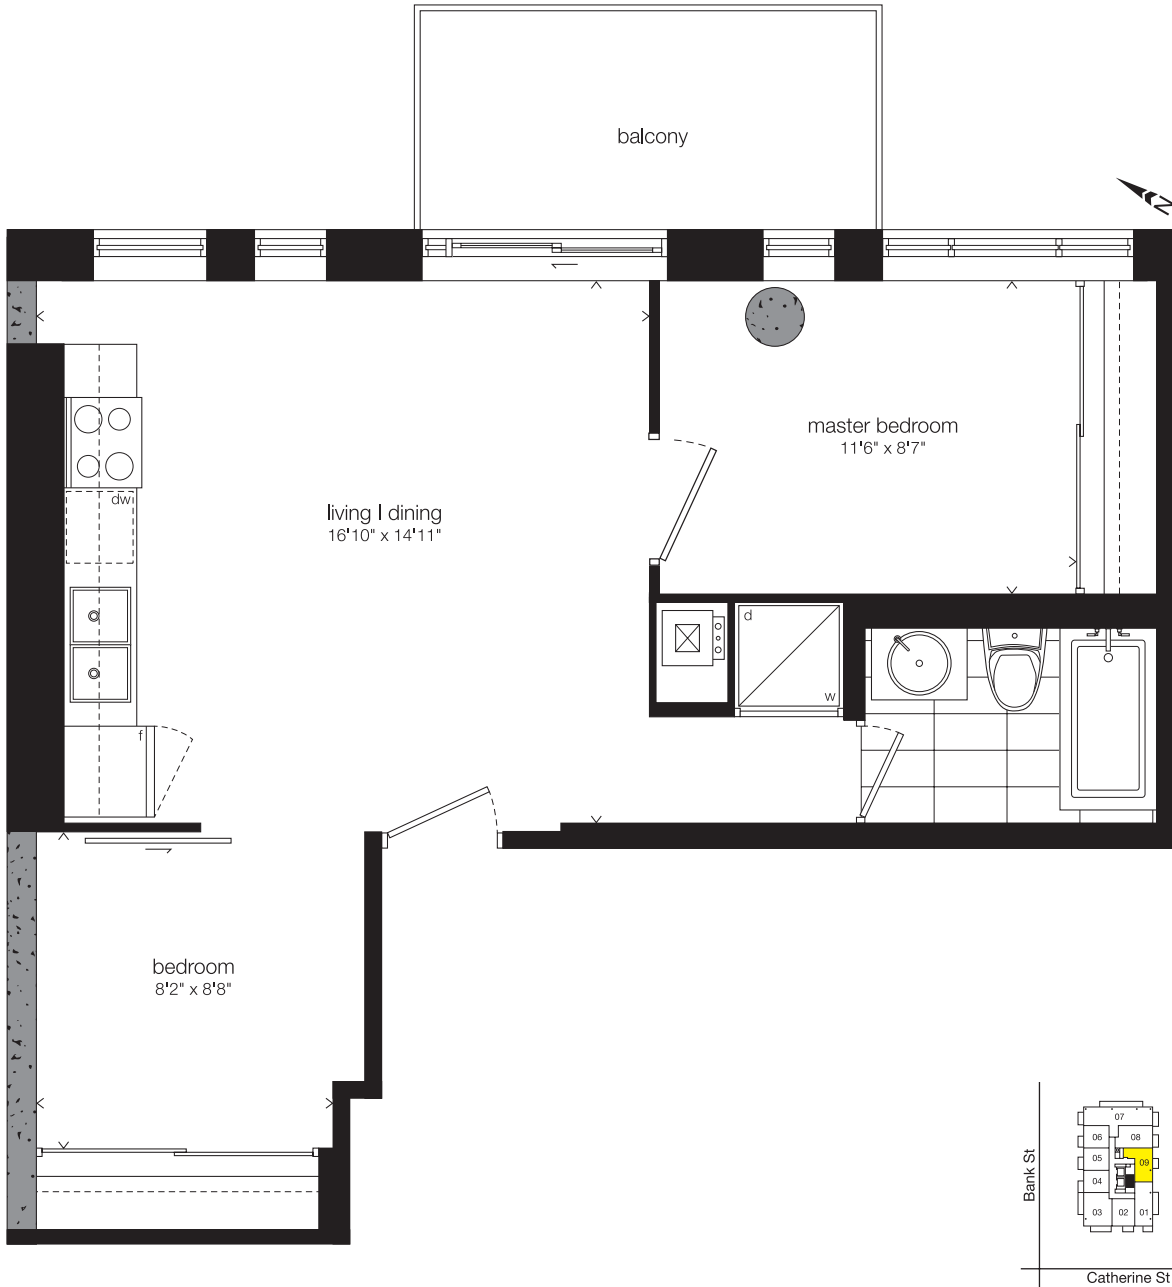 balcony
N
master bedroom
11'6" x 8'7"
dw
living | dining
16'10" x 14'11"
d
w
f
bedroom
8'2" x 8'8"
Bank St
07
06
08
05
09
04
03
02
01
Catherine St